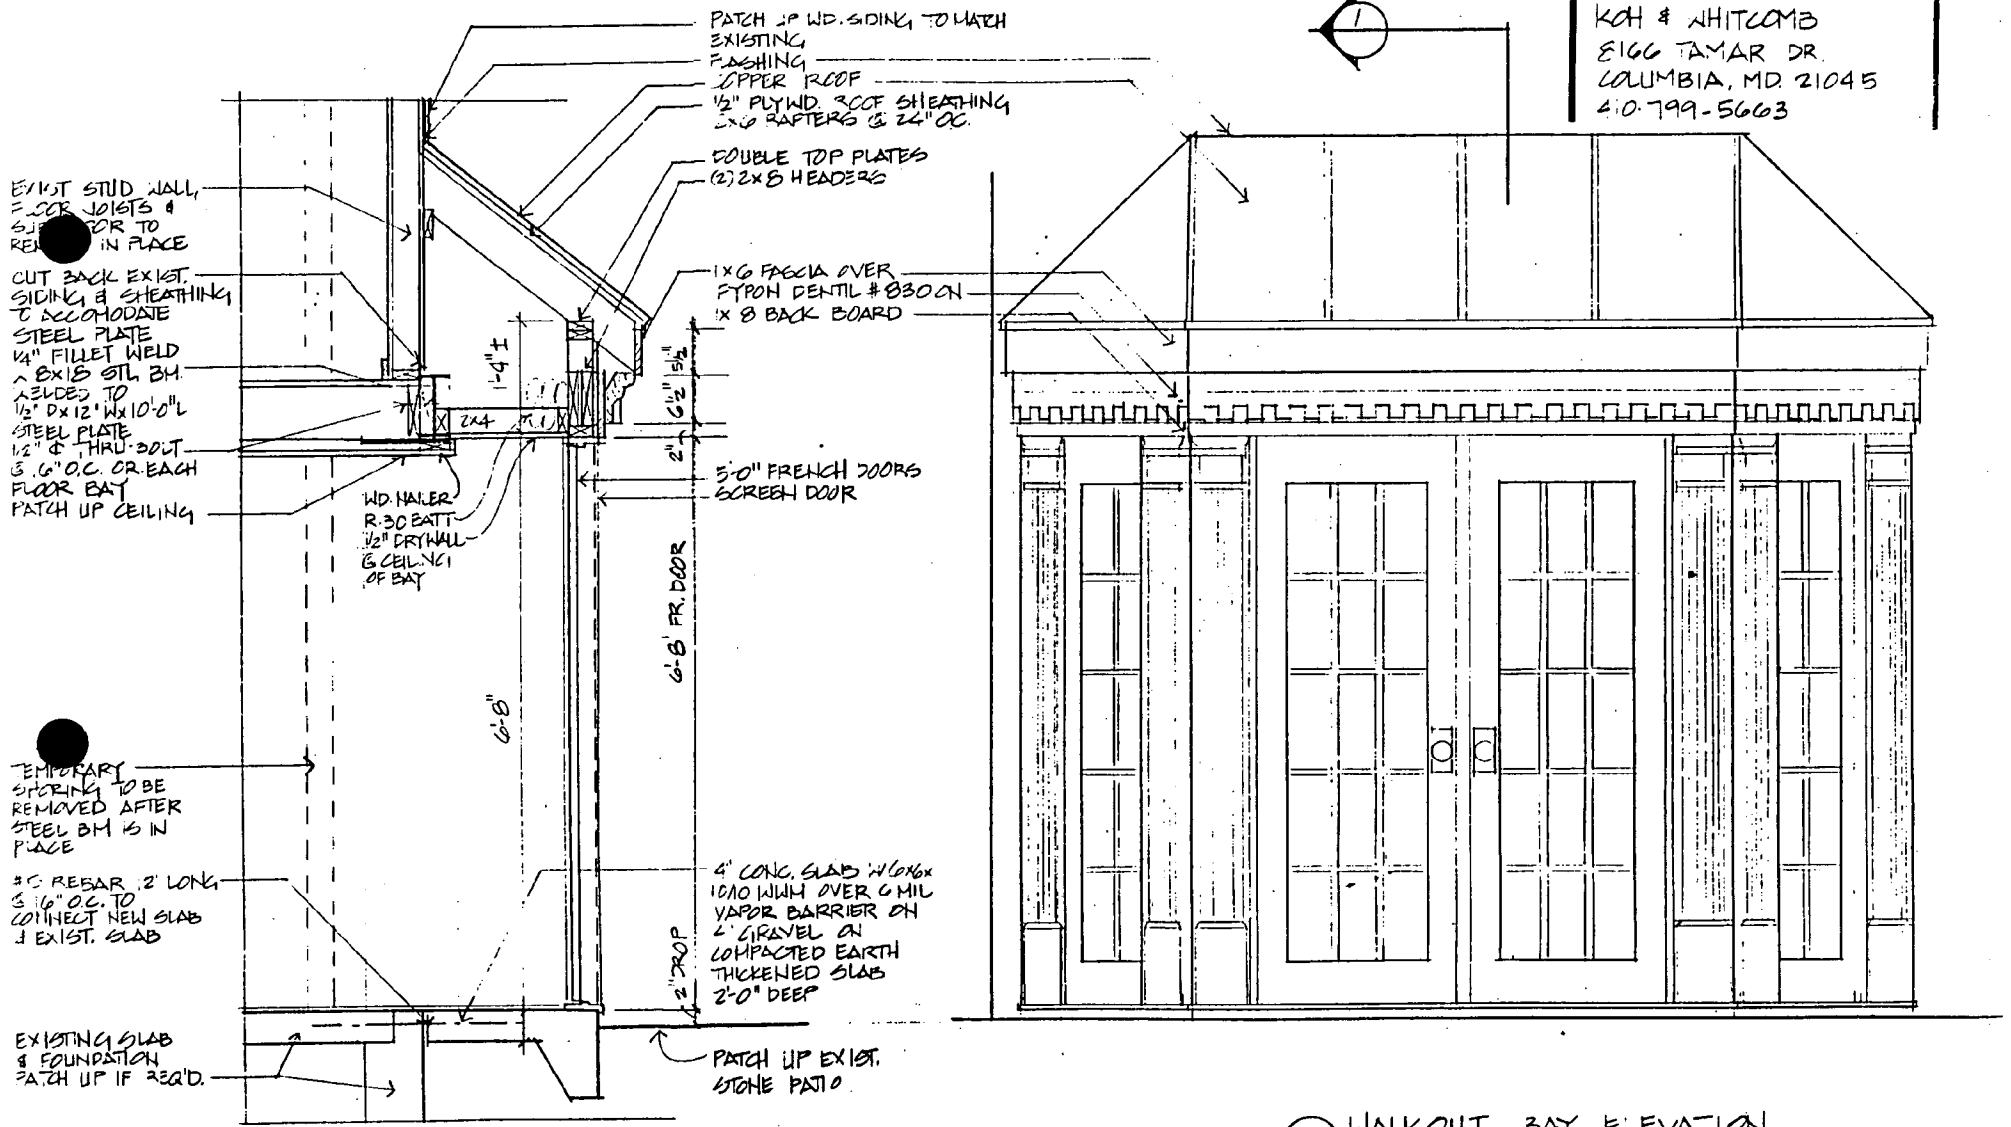 PATCH UP WD. SIDING TO MATCH
EXISTING
FLASHING
COPPER ROOF
1/2" PLYWD. ROOF SHEATHING
2x6 RAFTERS @ 24" O.C.
DOUBLE TOP PLATES
(2) 2x8 HEADERS
1
KOH & WHITCOMB
8166 TAMAR DR.
COLUMBIA, MD. 21045
410·799-5663
EXIST STUD WALL,
FLOOR JOISTS &
TO
IN PLACE
CUT BACK EXIST.
SIDING & SHEATHING
TO ACCOMODATE
STEEL PLATE
1/4" FILLET WELD
8x18 STL BM
WELDED TO
1/2" Dx12" Wx10'-0"L
STEEL PLATE
1/2" ¢ THRU-BOLT
O.C. OR EACH
FLOOR BAY
PATCH UP CEILING
1x6 FASCIA OVER
FYPON DENTIL #830 ON
1x8 BACK BOARD
1'-4" ±
5 1/2"
6 1/2"
2"
2x4
WD. NAILER
R-30 BATT
1/2" DRYWALL
@ CEILING
OF BAY
5'-0" FRENCH DOORS
SCREEN DOOR
6'-8" FR. DOOR
6'-8"
TEMPORARY
SHORING TO BE
REMOVED AFTER
STEEL BM IS IN
PLACE
REBAR 12" LONG
@ 16" O.C. TO
CONNECT NEW SLAB
& EXIST. SLAB
4" CONC. SLAB W/6x6x
10/10 WWM OVER 6 MIL
VAPOR BARRIER ON
4" GRAVEL ON
COMPACTED EARTH
THICKENED SLAB
2'-0" DEEP
2" DROP
EXISTING SLAB
& FOUNDATION
PATCH UP IF REQ'D.
PATCH UP EXIST.
STONE PATIO
WALKOUT BAY ELEVATION